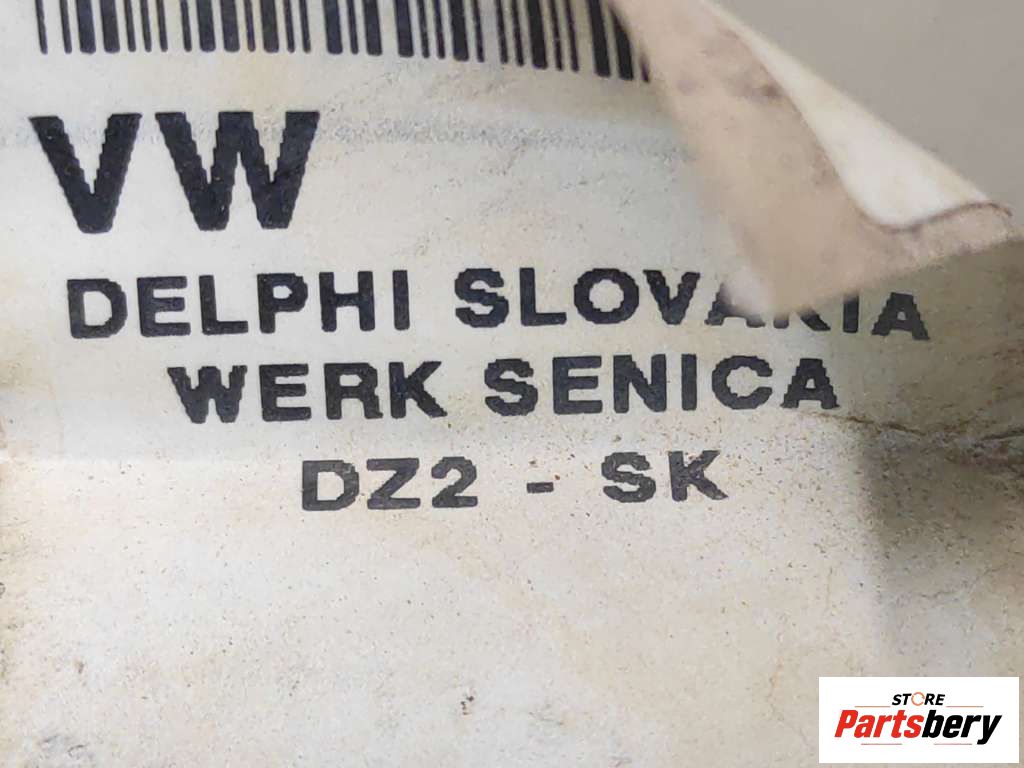 VW
DELPHI SLOVAKIA
WERK SENICA
DZ2 - SK
STORE
Partsbery